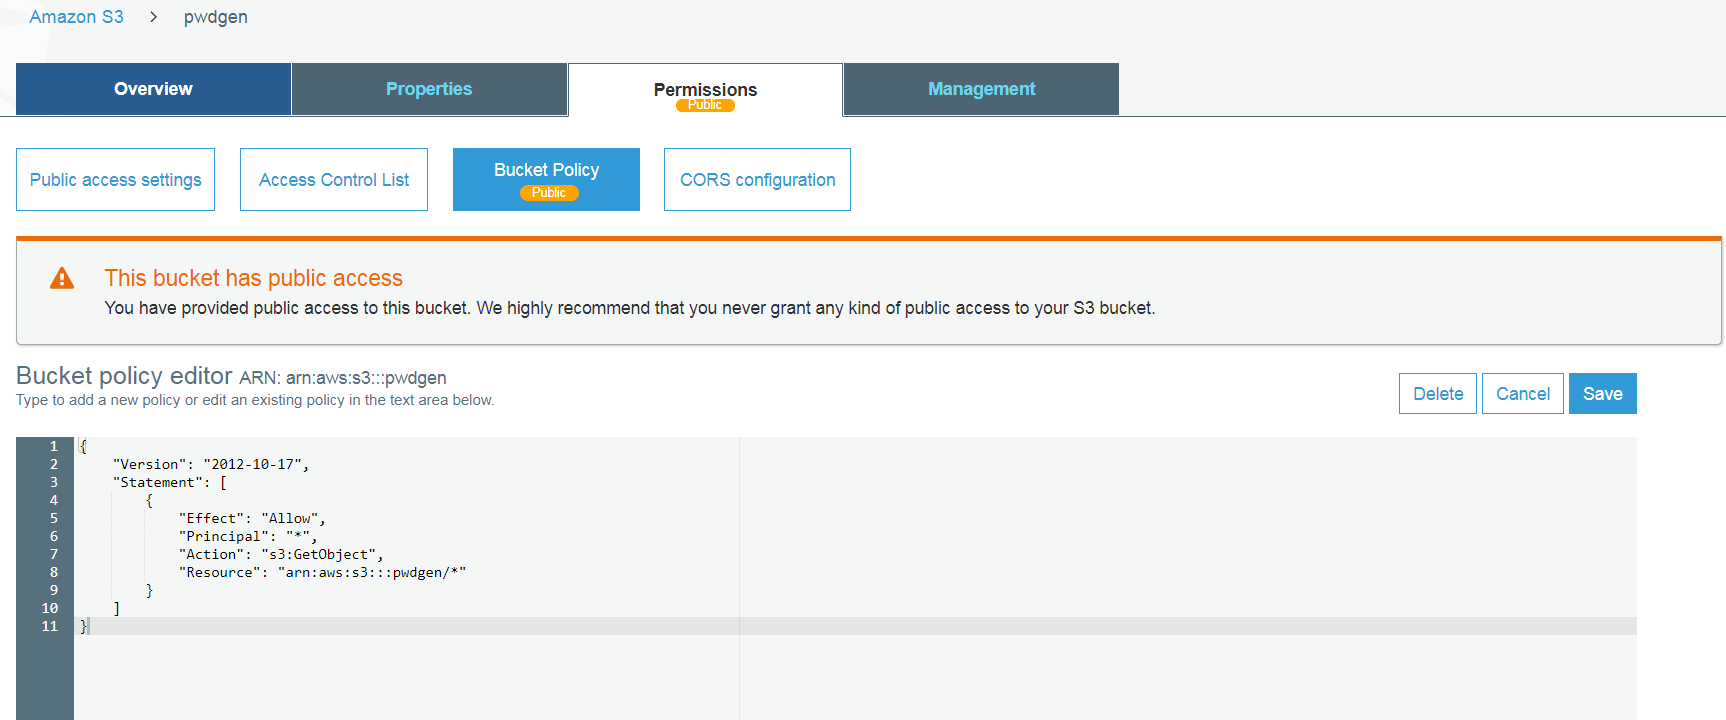 Amazon S3 > pwdgen
Overview Properties Permissions Management
Public
Public access settings Access Control List Bucket Policy CORS configuration
Public
This bucket has public access
You have provided public access to this bucket. We highly recommend that you never grant any kind of public access to your S3 bucket.
Bucket policy editor ARN: arn:aws:s3:::pwdgen
Type to add a new policy or edit an existing policy in the text area below.
Delete Cancel Save
1 {
2 "Version": "2012-10-17",
3 "Statement": [
4 {
5 "Effect": "Allow",
6 "Principal": "*",
7 "Action": "s3:GetObject",
8 "Resource": "arn:aws:s3:::pwdgen/*"
9 }
10 ]
11 }